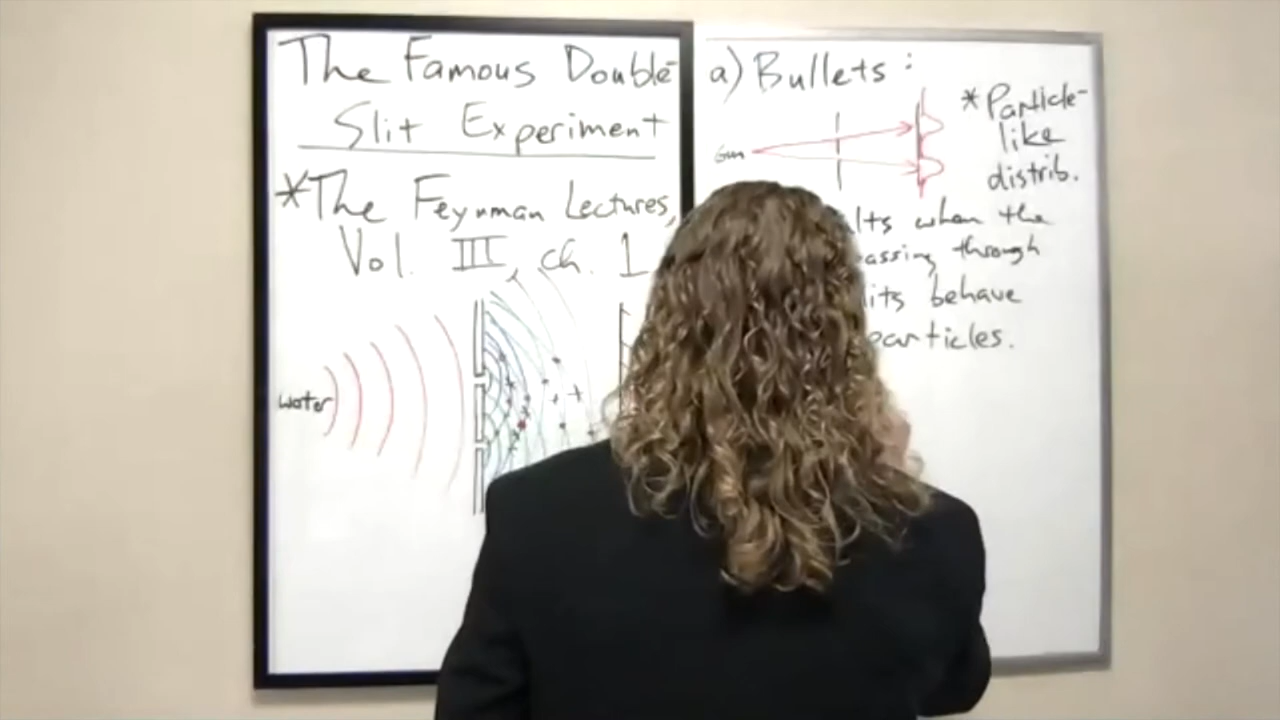 The Famous Double-
Slit Experiment
*The Feynman Lectures,
Vol. III, ch. 1
water
a) Bullets:
Gun
*Particle-
like
distrib.
lts when the
assing through
its behave
particles.